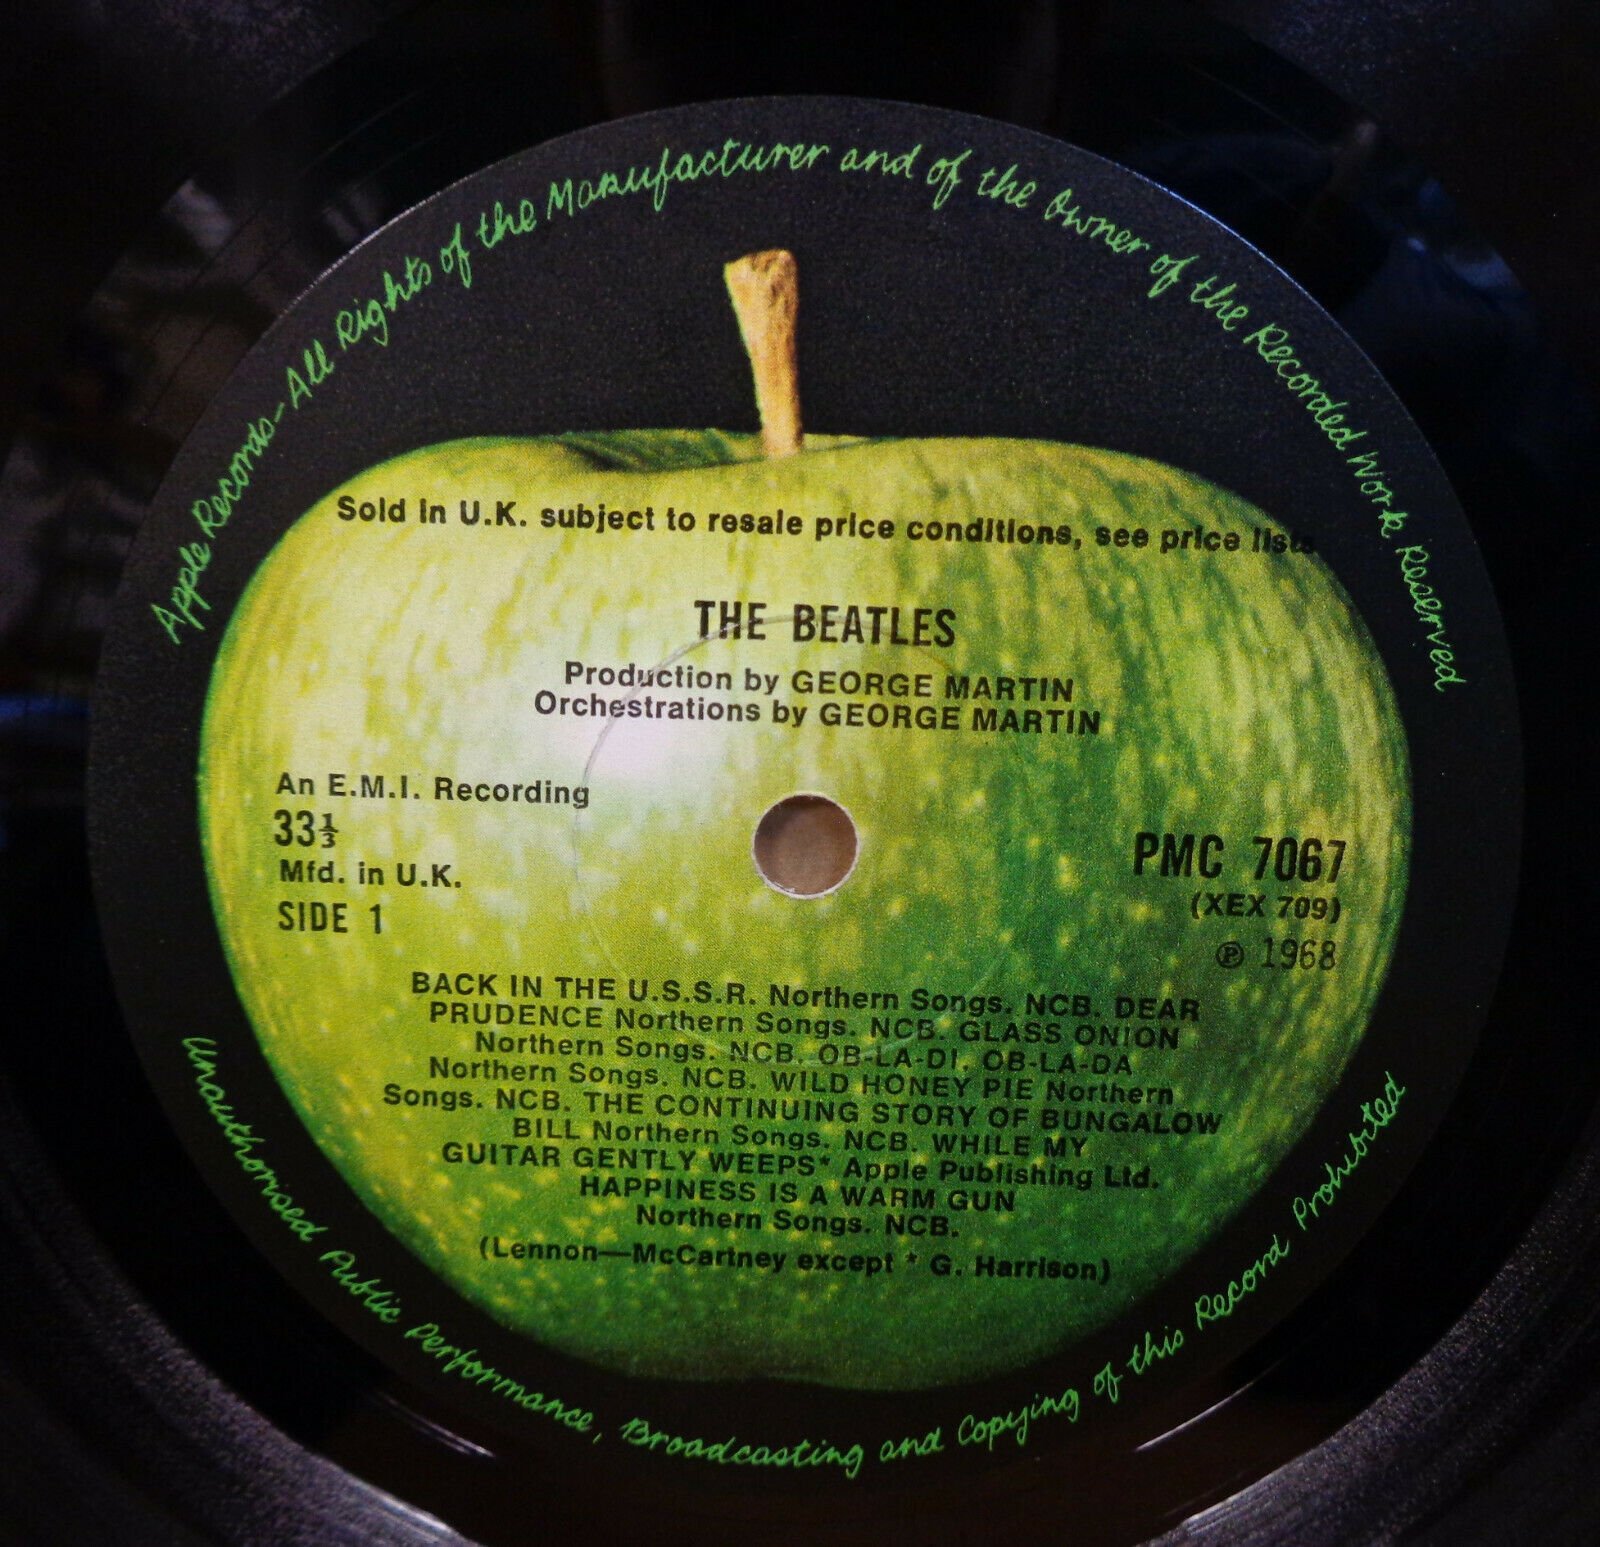 Apple Records - All Rights of the Manufacturer and of the Owner of the Recorded Work Reserved
Sold in U.K. subject to resale price conditions, see price lists
THE BEATLES
Production by GEORGE MARTIN
Orchestrations by GEORGE MARTIN
An E.M.I. Recording
33⅓
Mfd. in U.K.
SIDE 1
PMC 7067
(XEX 709)
℗ 1968
BACK IN THE U.S.S.R. Northern Songs. NCB. DEAR
PRUDENCE Northern Songs. NCB. GLASS ONION
Northern Songs. NCB. OB-LA-DI, OB-LA-DA
Northern Songs. NCB. WILD HONEY PIE Northern
Songs. NCB. THE CONTINUING STORY OF BUNGALOW
BILL Northern Songs. NCB. WHILE MY
GUITAR GENTLY WEEPS* Apple Publishing Ltd.
HAPPINESS IS A WARM GUN
Northern Songs. NCB.
(Lennon—McCartney except * G. Harrison)
Unauthorised Public Performance, Broadcasting and Copying of this Record Prohibited